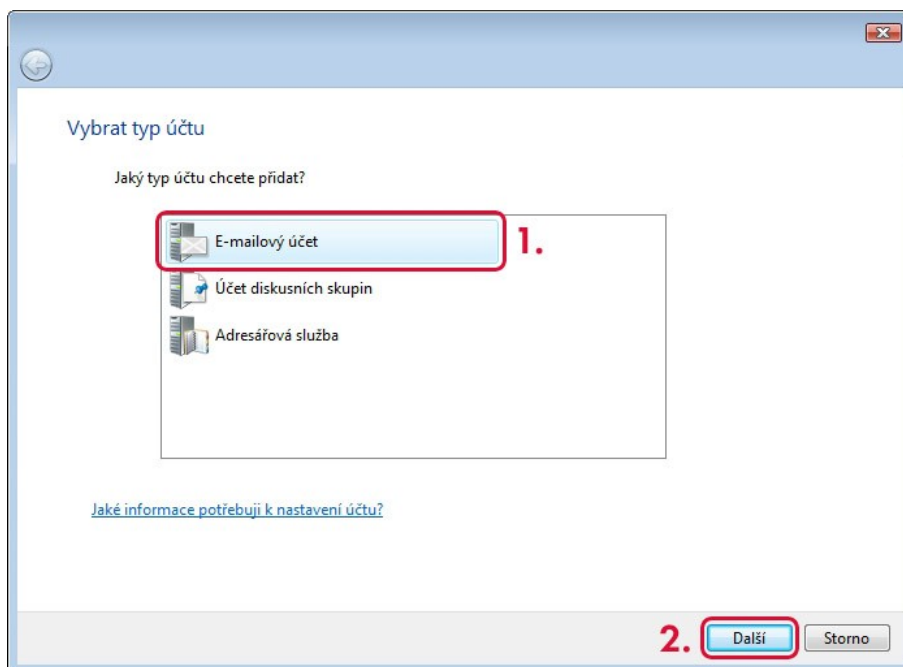 Vybrat typ účtu
Jaký typ účtu chcete přidat?
E-mailový účet
1.
Účet diskusních skupin
Adresářová služba
Jaké informace potřebuji k nastavení účtu?
2.
Další
Storno